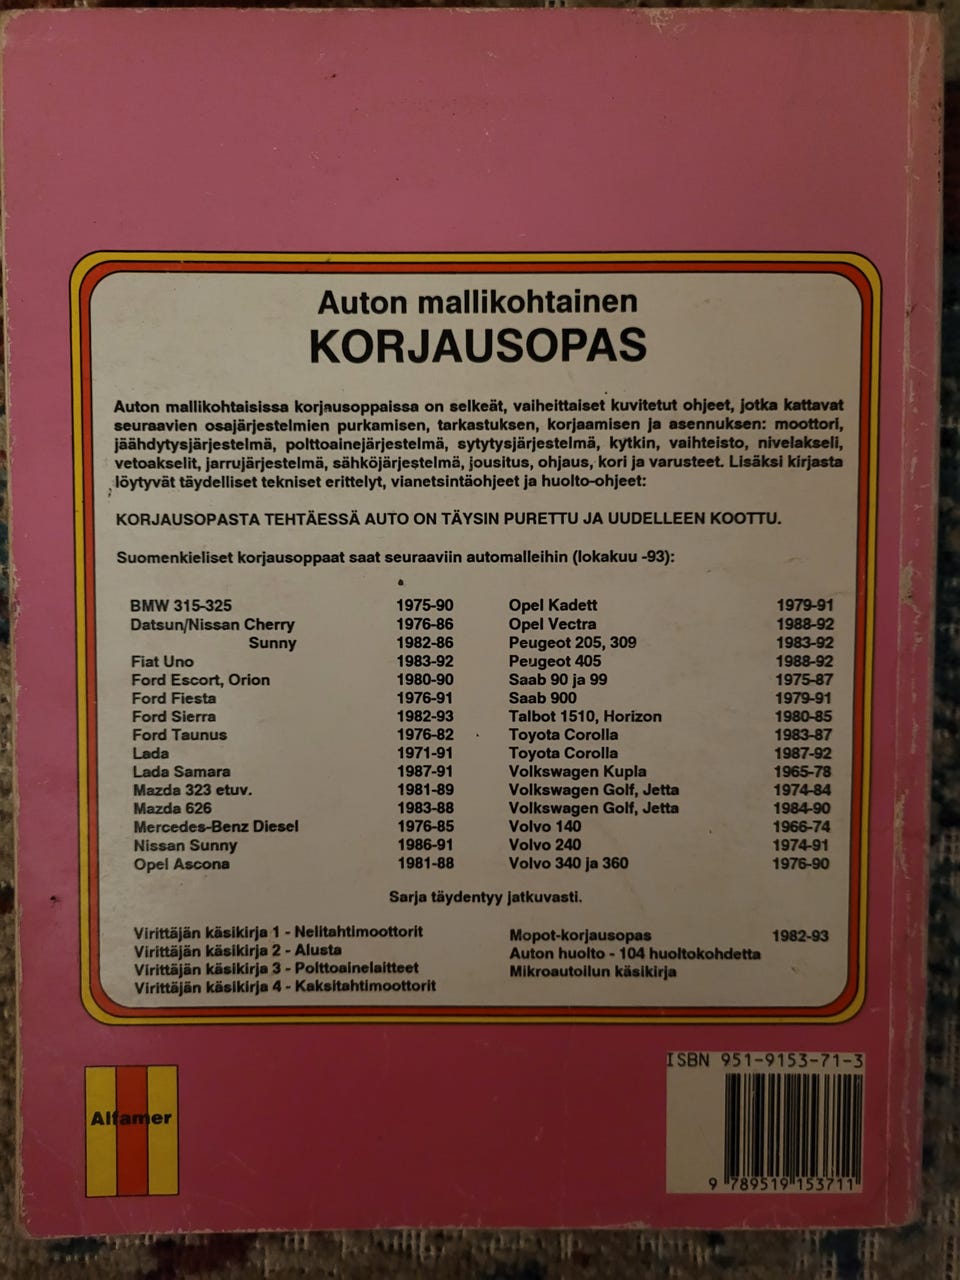 Auton mallikohtainen
KORJAUSOPAS
Auton mallikohtaisissa korjausoppaissa on selkeät, vaiheittaiset kuvitetut ohjeet, jotka kattavat
seuraavien osajärjestelmien purkamisen, tarkastuksen, korjaamisen ja asennuksen: moottori,
jäähdytysjärjestelmä, polttoainejärjestelmä, sytytysjärjestelmä, kytkin, vaihteisto, nivelakseli,
vetoakselit, jarrujärjestelmä, sähköjärjestelmä, jousitus, ohjaus, kori ja varusteet. Lisäksi kirjasta
löytyvät täydelliset tekniset erittelyt, vianetsintäohjeet ja huolto-ohjeet:
KORJAUSOPASTA TEHTÄESSÄ AUTO ON TÄYSIN PURETTU JA UUDELLEEN KOOTTU.
Suomenkieliset korjausoppaat saat seuraaviin automalleihin (lokakuu -93):
BMW 315-325 1975-90
Datsun/Nissan Cherry 1976-86
Sunny 1982-86
Fiat Uno 1983-92
Ford Escort, Orion 1980-90
Ford Fiesta 1976-91
Ford Sierra 1982-93
Ford Taunus 1976-82
Lada 1971-91
Lada Samara 1987-91
Mazda 323 etuv. 1981-89
Mazda 626 1983-88
Mercedes-Benz Diesel 1976-85
Nissan Sunny 1986-91
Opel Ascona 1981-88
Opel Kadett 1979-91
Opel Vectra 1988-92
Peugeot 205, 309 1983-92
Peugeot 405 1988-92
Saab 90 ja 99 1975-87
Saab 900 1979-91
Talbot 1510, Horizon 1980-85
Toyota Corolla 1983-87
Toyota Corolla 1987-92
Volkswagen Kupla 1965-78
Volkswagen Golf, Jetta 1974-84
Volkswagen Golf, Jetta 1984-90
Volvo 140 1966-74
Volvo 240 1974-91
Volvo 340 ja 360 1976-90
Sarja täydentyy jatkuvasti.
Virittäjän käsikirja 1 - Nelitahtimoottorit
Virittäjän käsikirja 2 - Alusta
Virittäjän käsikirja 3 - Polttoainelaitteet
Virittäjän käsikirja 4 - Kaksitahtimoottorit
Mopot-korjausopas 1982-93
Auton huolto - 104 huoltokohdetta
Mikroautoilun käsikirja
Alfamer
ISBN 951-9153-71-3
9 789519 153711